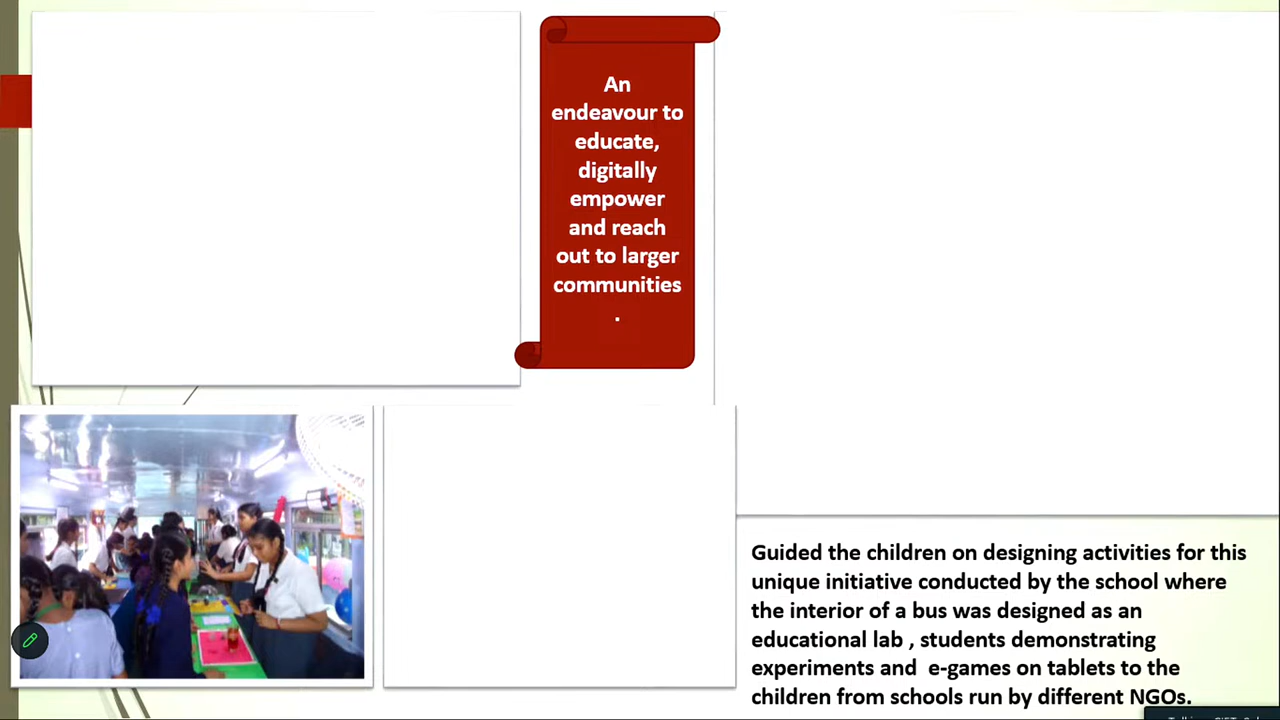 An
endeavour to
educate,
digitally
empower
and reach
out to larger
communities
.
Guided the children on designing activities for this
unique initiative conducted by the school where
the interior of a bus was designed as an
educational lab , students demonstrating
experiments and e-games on tablets to the
children from schools run by different NGOs.